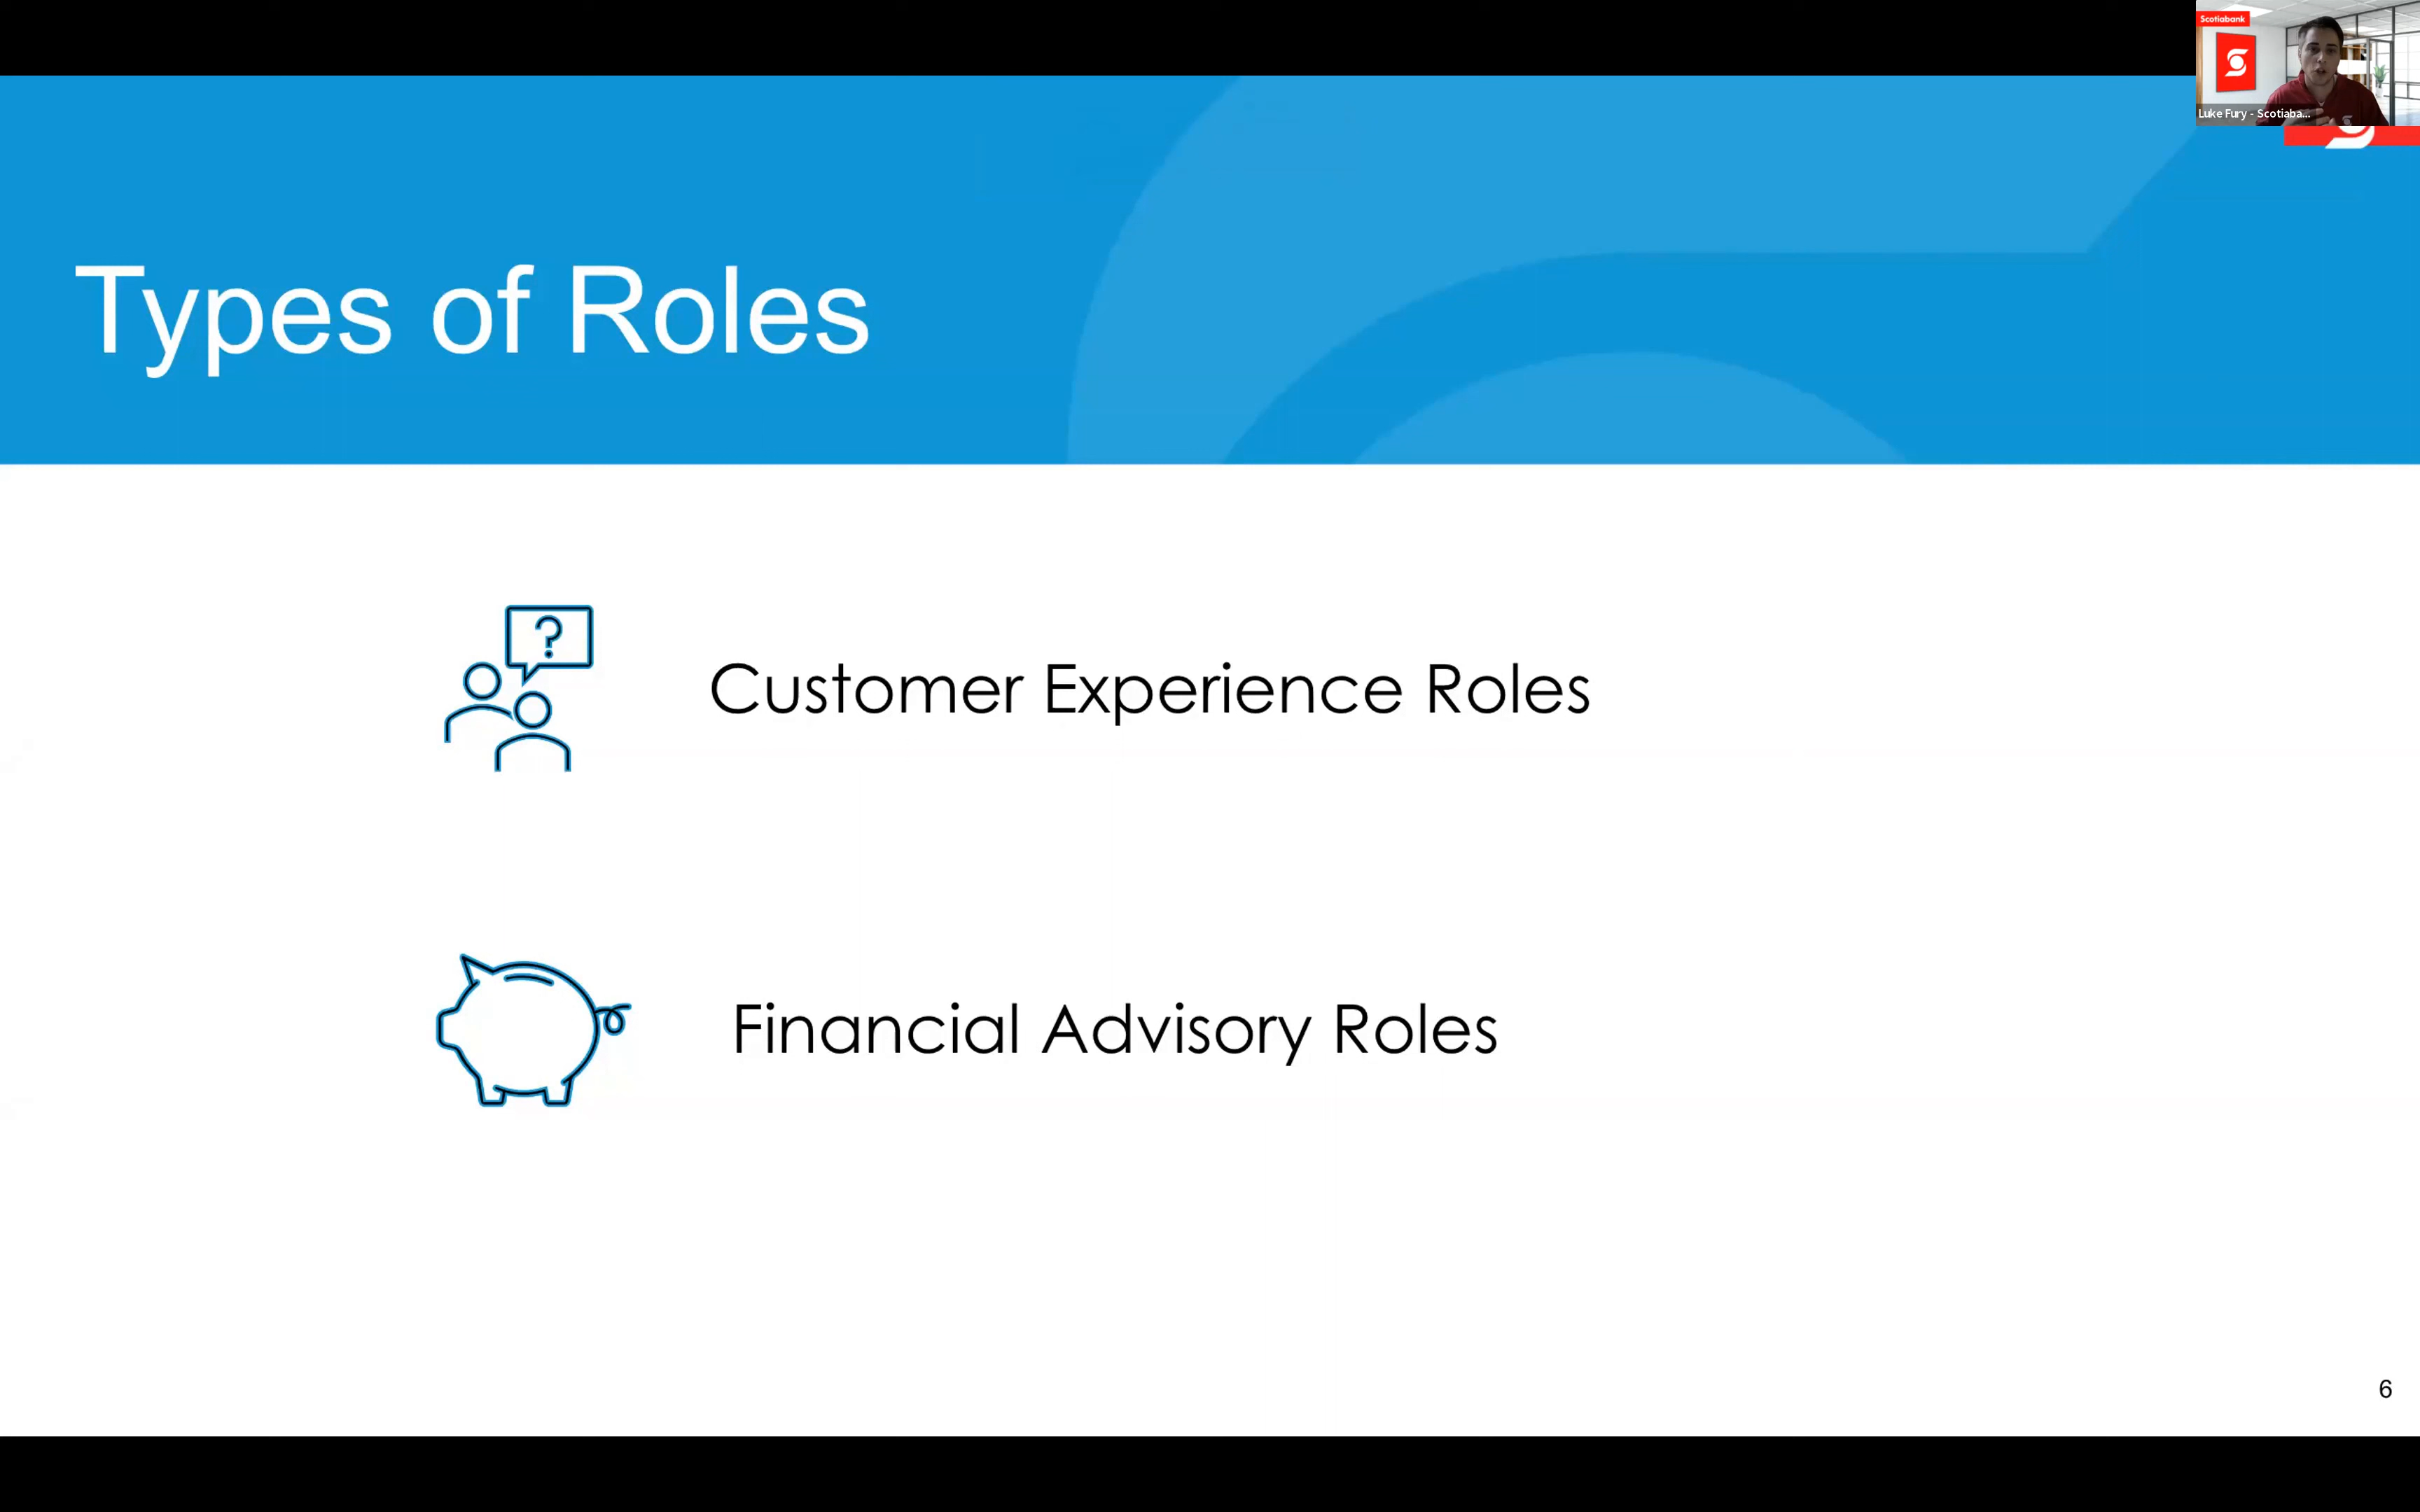 Scotiabank
Luke Fury - Scotiaba...
Types of Roles
?
Customer Experience Roles
Financial Advisory Roles
6